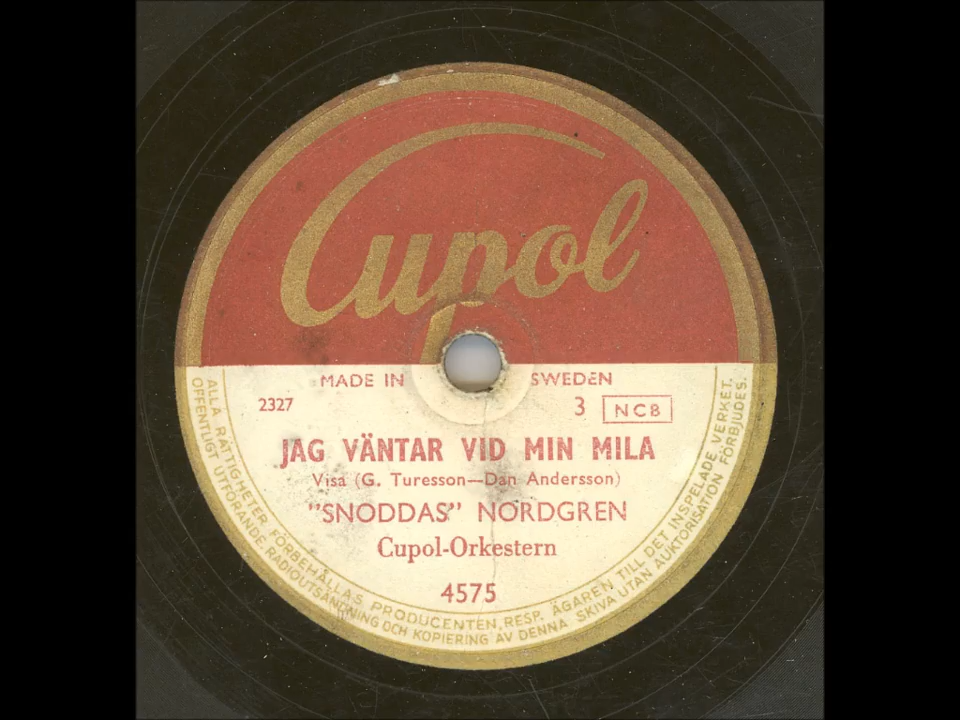 Cupol
MADE IN SWEDEN
2327 3 NCB
JAG VÄNTAR VID MIN MILA
Visa (G. Turesson—Dan Andersson)
"SNODDAS" NORDGREN
Cupol-Orkestern
4575
ALLA RÄTTIGHETER FÖRBEHÅLLAS PRODUCENTEN, RESP. ÄGAREN TILL DET INSPELADE VERKET.
OFFENTLIGT UTFÖRANDE, RADIOUTSÄNDNING OCH KOPIERING AV DENNA SKIVA UTAN AUKTORISATION FÖRBJUDES.